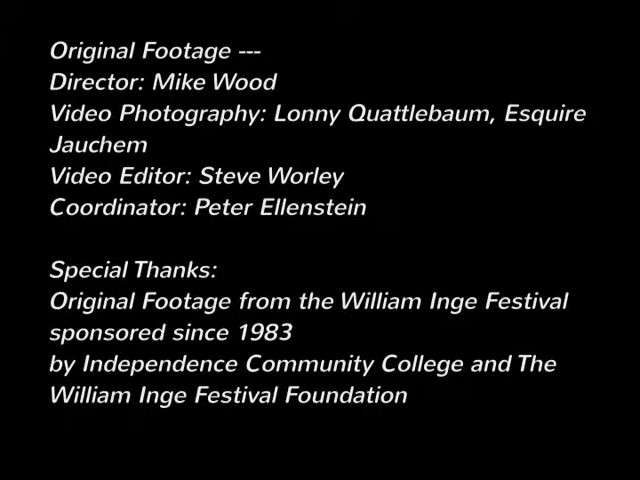 Original Footage ---
Director: Mike Wood
Video Photography: Lonny Quattlebaum, Esquire
Jauchem
Video Editor: Steve Worley
Coordinator: Peter Ellenstein
Special Thanks:
Original Footage from the William Inge Festival
sponsored since 1983
by Independence Community College and The
William Inge Festival Foundation